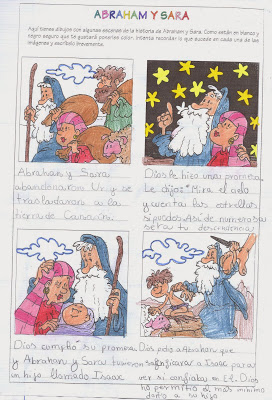 ABRAHAM Y SARA
Aquí tienes dibujos con algunas escenas de la historia de Abraham y Sara. Como están en blanco y
negro seguro que te gustará ponerlas color. Intenta recordar lo que sucede en cada una de las
imágenes y escríbelo brevemente.
Abraham y Sara
abandonaron Ur y se
trasladaron a la
tierra de Canaán.
Dios le hizo una promesa
Le dijo: "Mira el cielo
y cuenta las estrellas
si puedes. Así de numerosa
será tu descendencia
Dios cumplió su promesa
y Abraham y Sara tuvieron
un hijo llamado Isaac
Dios pidió a Abraham que
sacrificara a Isaac para
ver si confiaba en Él. Dios
no permitió el más mínimo
daño a su hijo